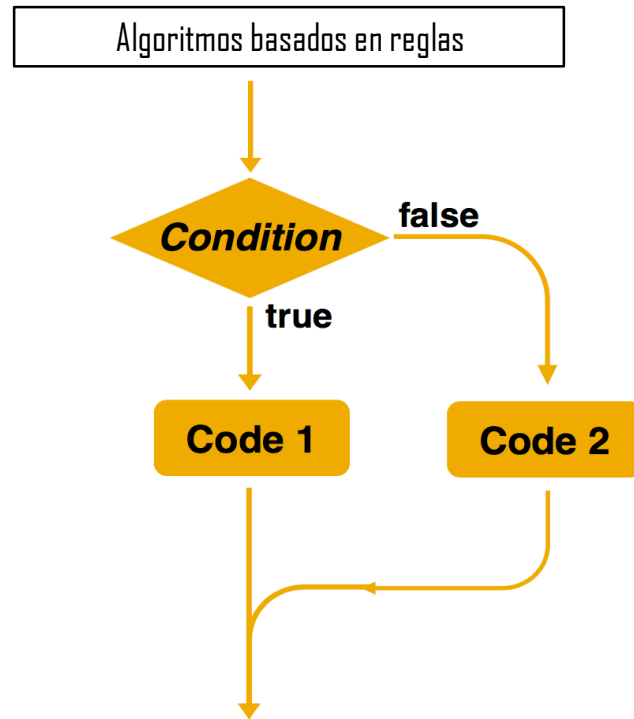 Algoritmos basados en reglas
Condition
false
true
Code 1
Code 2